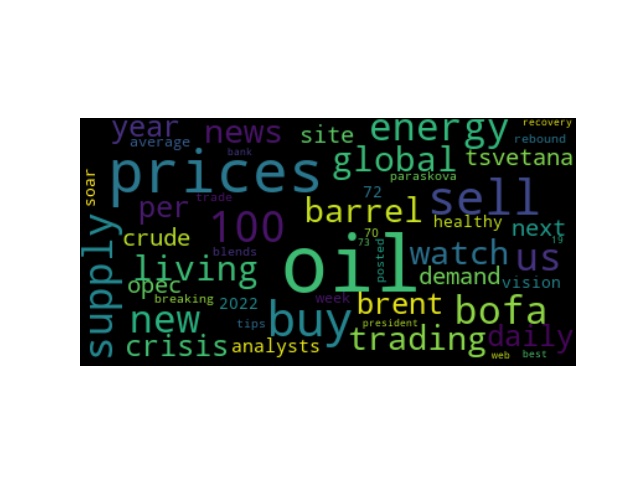 year
news
site
energy
recovery
average
rebound
bank
prices
global
tsvetana
soar
paraskova
trade
72
sell
per
100
barrel
healthy
next
crude
70
73
19
supply
living
blends
oil
posted
watch
us
opec
demand
vision
breaking
2022
week
brent
bofa
new
tips
buy
president
trading
daily
crisis
analysts
web
best